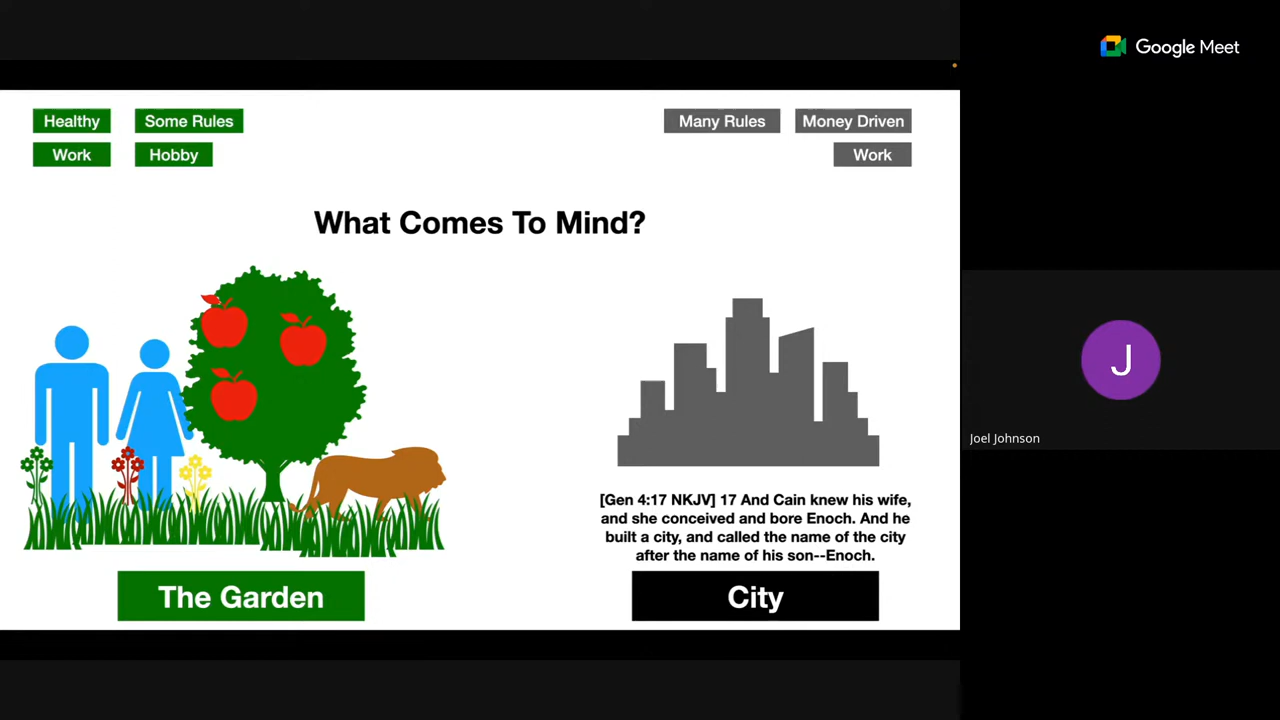 Google Meet
Healthy
Some Rules
Many Rules
Money Driven
Work
Hobby
Work
What Comes To Mind?
[Gen 4:17 NKJV] 17 And Cain knew his wife,
and she conceived and bore Enoch. And he
built a city, and called the name of the city
after the name of his son--Enoch.
The Garden
City
J
Joel Johnson